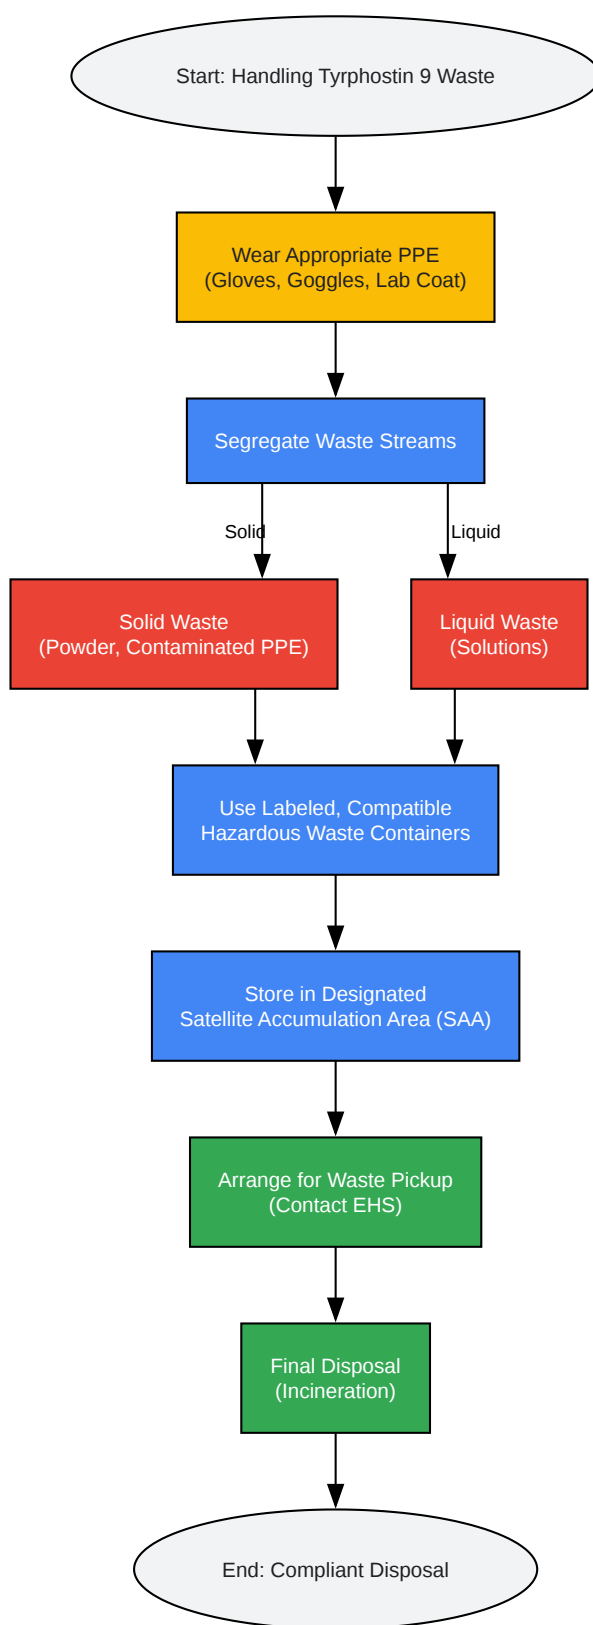 Start: Handling Tyrphostin 9 Waste
Wear Appropriate PPE
(Gloves, Goggles, Lab Coat)
Segregate Waste Streams
Solid
Liquid
Solid Waste
(Powder, Contaminated PPE)
Liquid Waste
(Solutions)
Use Labeled, Compatible
Hazardous Waste Containers
Store in Designated
Satellite Accumulation Area (SAA)
Arrange for Waste Pickup
(Contact EHS)
Final Disposal
(Incineration)
End: Compliant Disposal